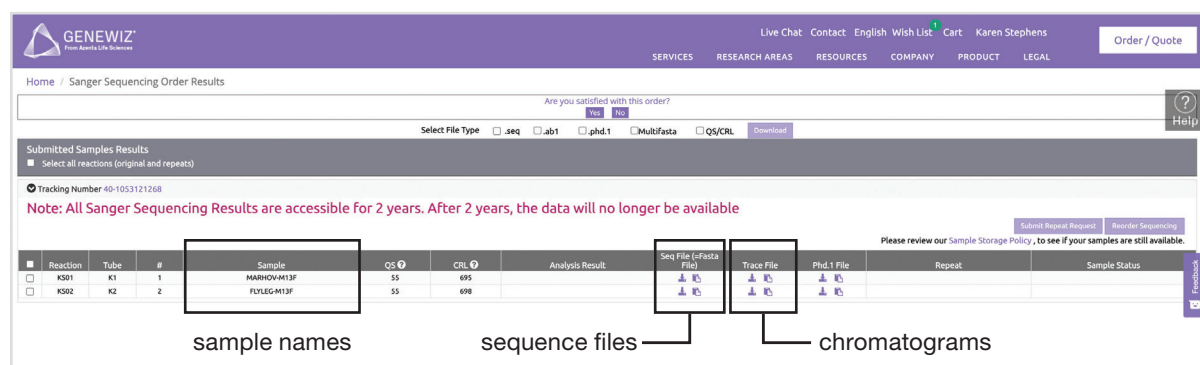 GENEWIZ
From Azenta Life Sciences
Live Chat Contact English Wish List 1 Cart Karen Stephens
Order / Quote
SERVICES RESEARCH AREAS RESOURCES COMPANY PRODUCT LEGAL
Home / Sanger Sequencing Order Results
Are you satisfied with this order?
Yes No
? Help
Select File Type .seq .ab1 .phd.1 Multifasta QS/CRL Download
Submitted Samples Results
Select all reactions (original and repeats)
Tracking Number 40-1053121268
Note: All Sanger Sequencing Results are accessible for 2 years. After 2 years, the data will no longer be available
Submit Repeat Request Reorder Sequencing
Please review our Sample Storage Policy , to see if your samples are still available.
Reaction Tube # Sample QS ? CRL ? Analysis Result Seq File (=Fasta File) Trace File Phd.1 File Repeat Sample Status
KS01 K1 1 MARHOV-M13F 55 695
KS02 K2 2 FLYLEG-M13F 55 698
Feedback
sample names sequence files chromatograms